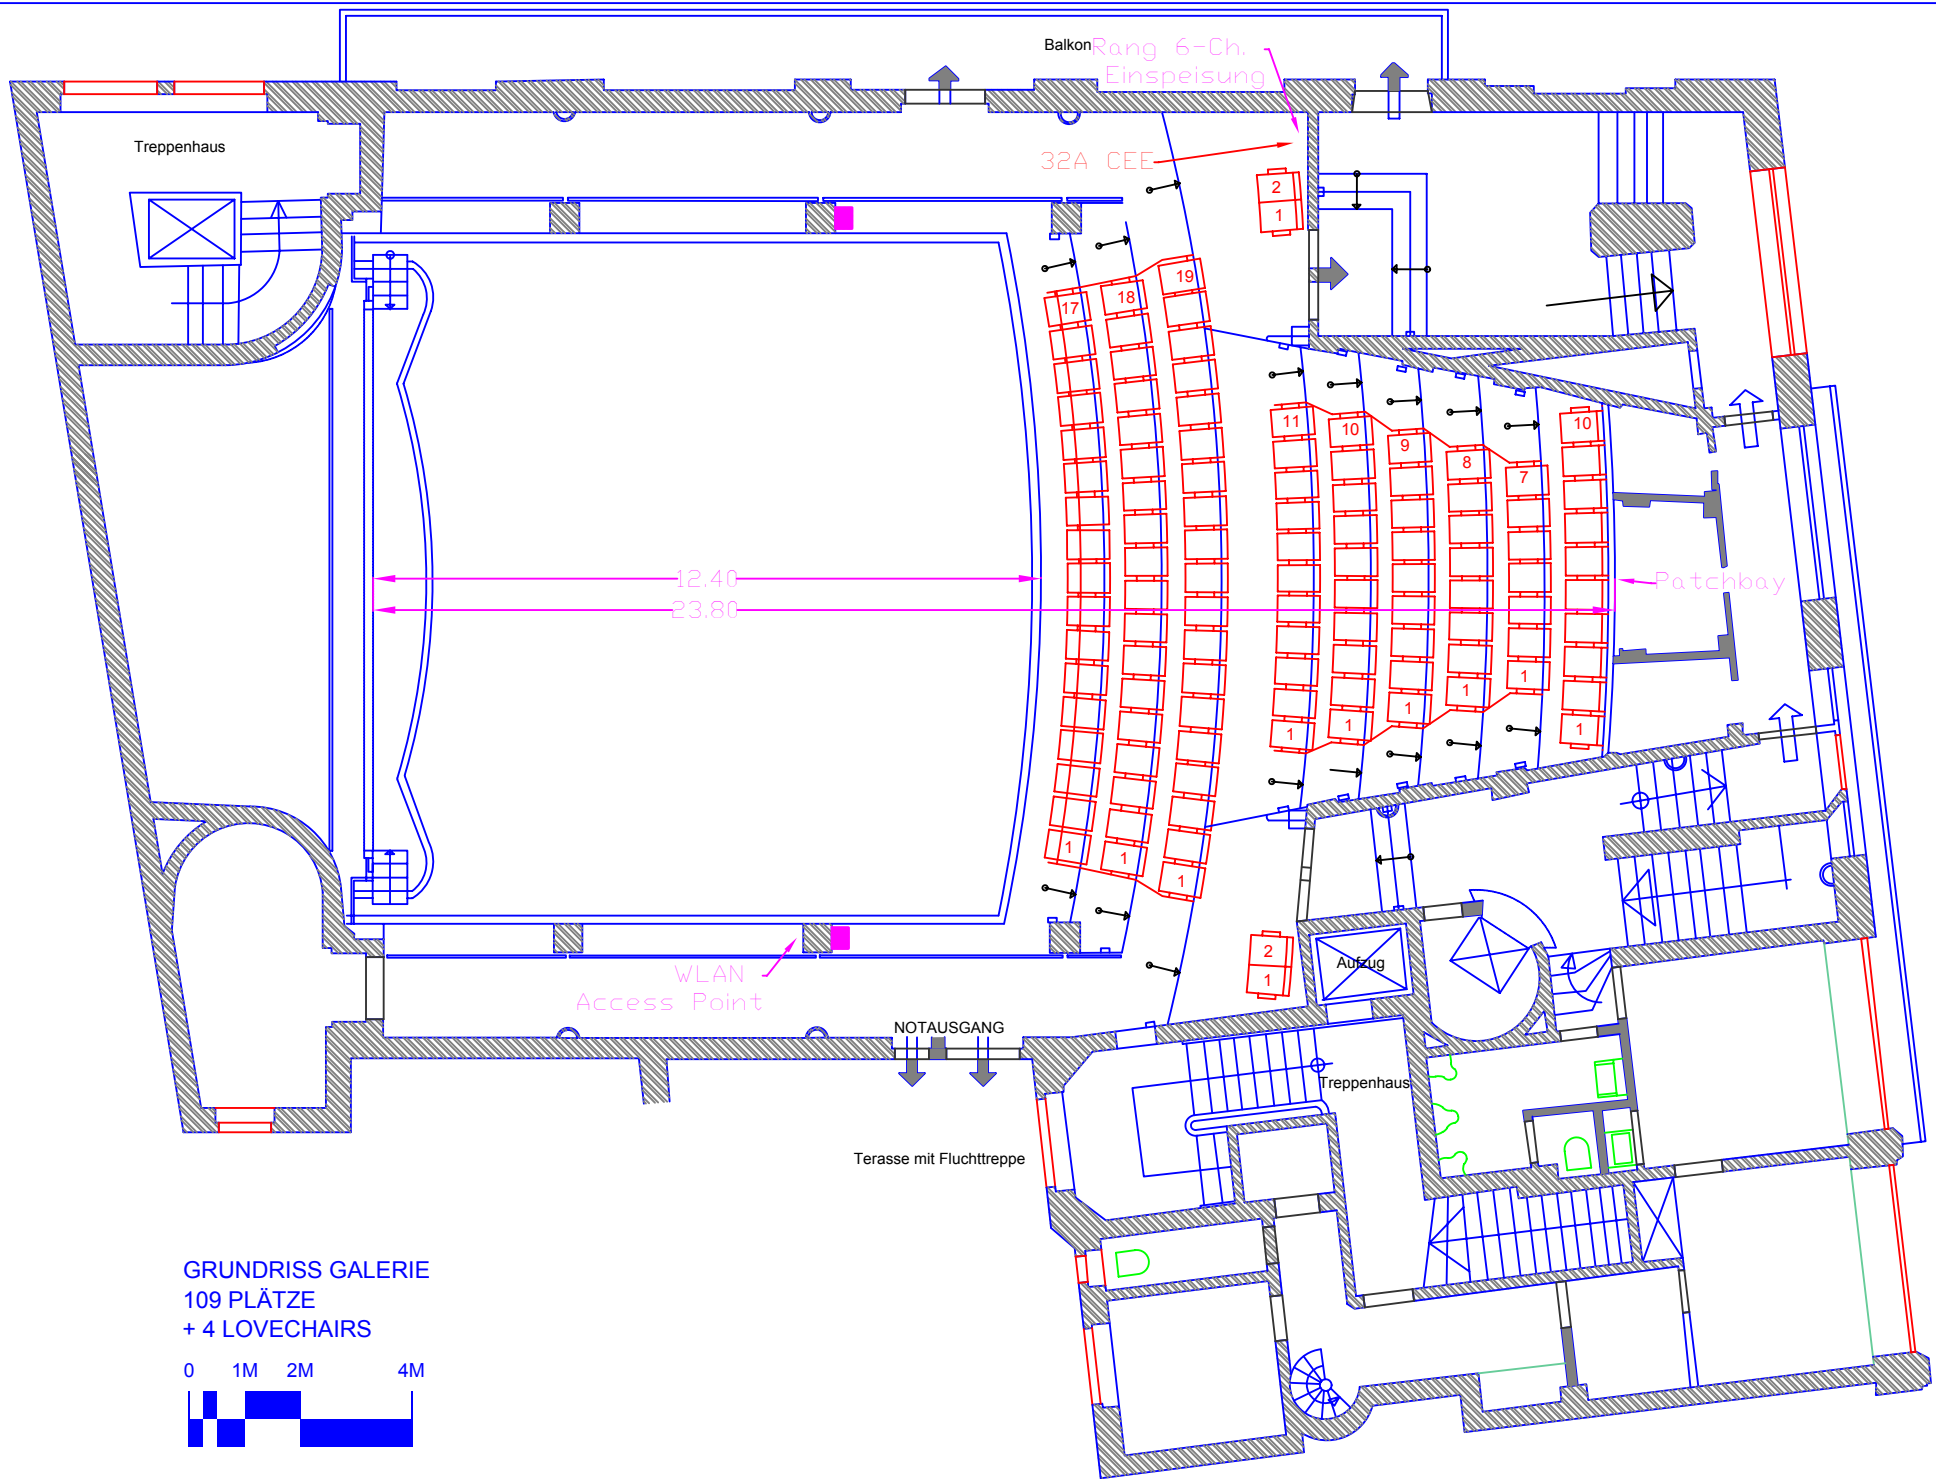 Balkon
Rang 6-Ch.
Einspeisung
Treppenhaus
32A CEE
2
1
19
18
17
11
10
9
8
7
10
12.40
23.80
Patchbay
1
1
1
1
1
1
1
1
1
1
WLAN
Access Point
2
1
Aufzug
NOTAUSGANG
Treppenhaus
Terasse mit Fluchttreppe
GRUNDRISS GALERIE
109 PLÄTZE
+ 4 LOVECHAIRS
0 1M 2M 4M